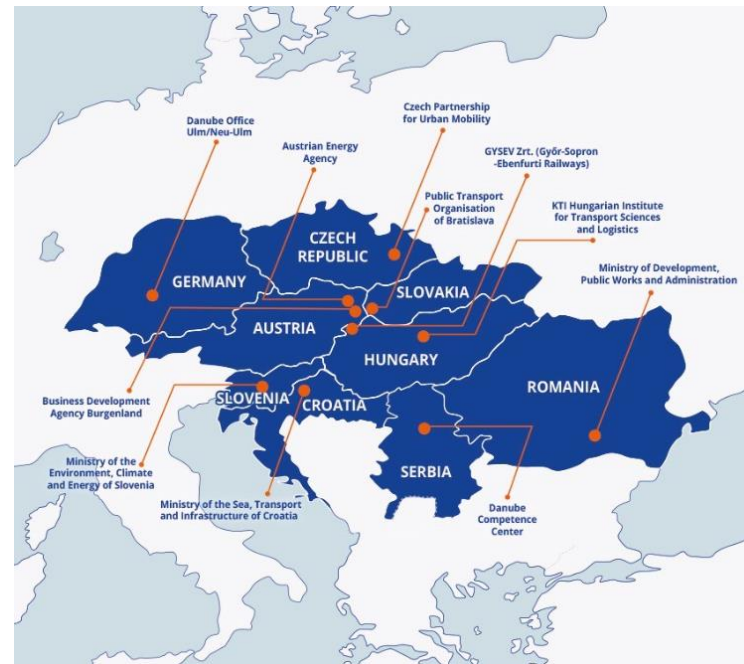 Czech Partnership
for Urban Mobility
Danube Office
Ulm/Neu-Ulm
Austrian Energy
Agency
GYSEV Zrt. (Győr-Sopron
-Ebenfurti Railways)
Public Transport
Organisation
of Bratislava
KTI Hungarian Institute
for Transport Sciences
and Logistics
Ministry of Development,
Public Works and Administration
CZECH
REPUBLIC
GERMANY
SLOVAKIA
AUSTRIA
HUNGARY
ROMANIA
SLOVENIA
CROATIA
SERBIA
Business Development
Agency Burgenland
Ministry of the
Environment, Climate
and Energy of Slovenia
Ministry of the Sea, Transport
and Infrastructure of Croatia
Danube
Competence
Center